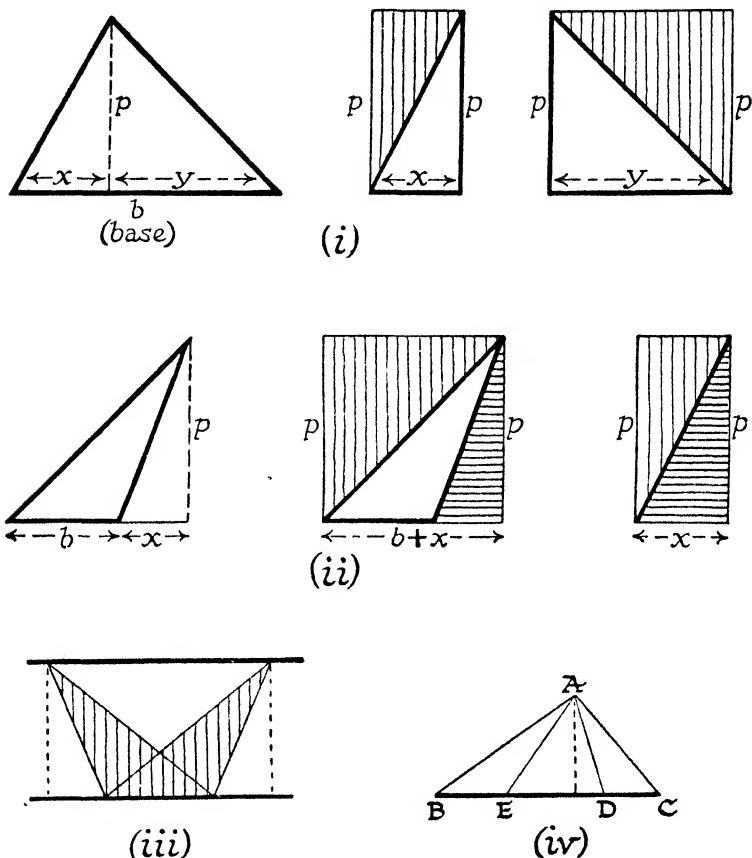 p p p p p
x y x y
b
(base)
(i)
p p p p p
b x b+x x
(ii)
A
B E D C
(iii) (iv)